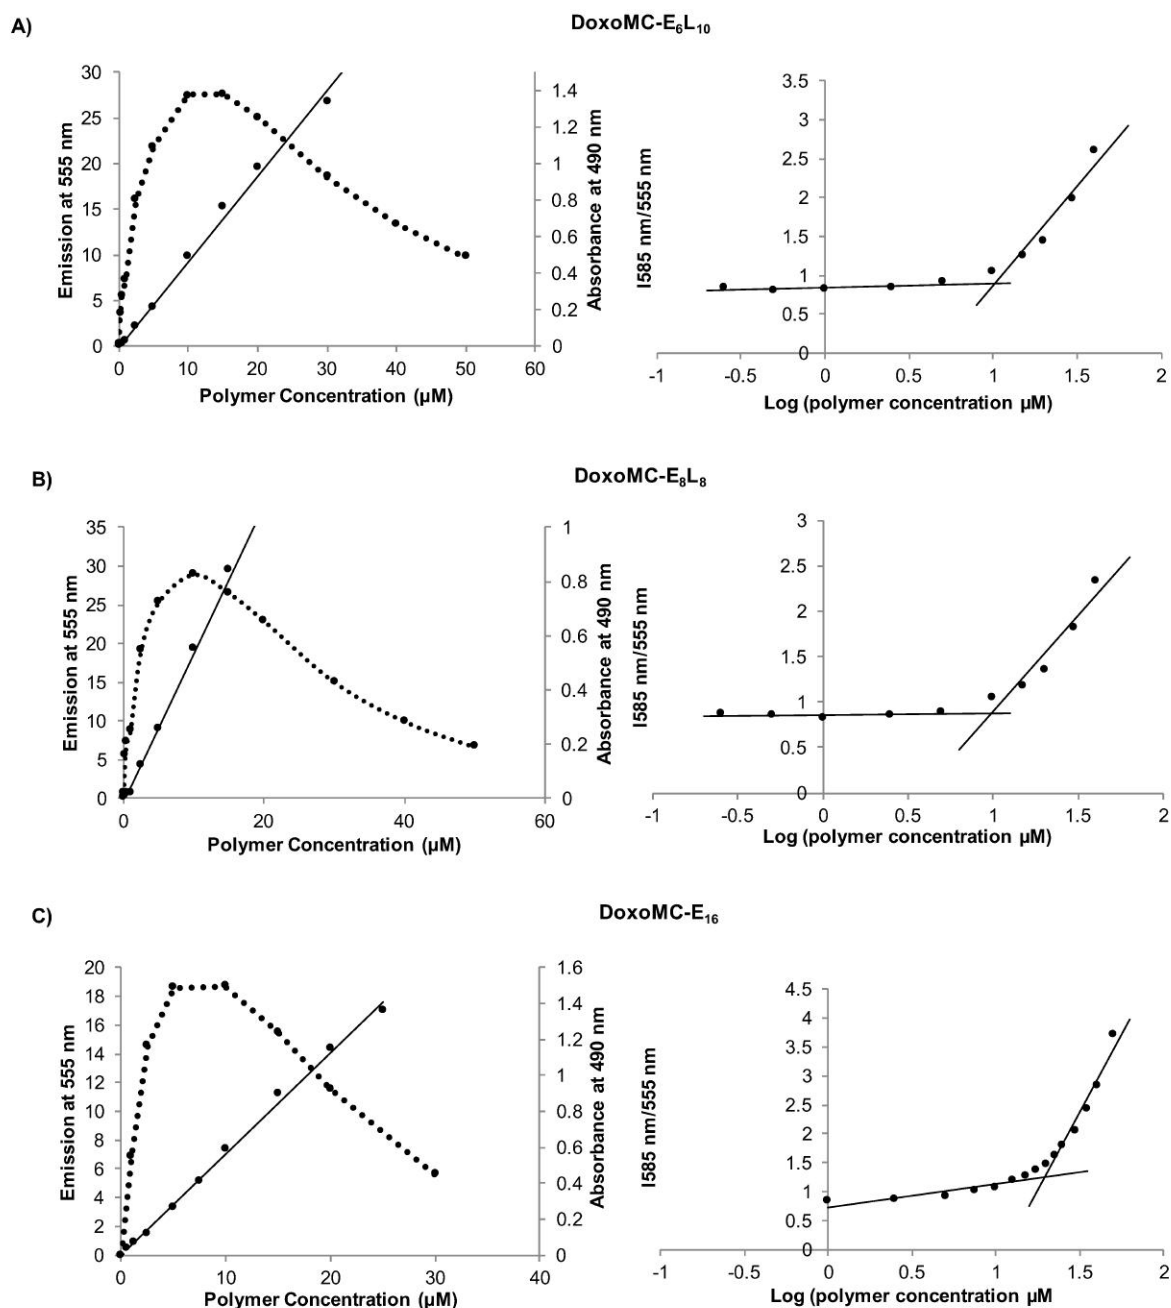 A)
DoxoMC-E6L10
30
25
20
15
10
5
0
Emission at 555 nm
1.4
1.2
1
0.8
0.6
0.4
0.2
0
Absorbance at 490 nm
0 10 20 30 40 50 60
Polymer Concentration (µM)
3.5
3
2.5
2
1.5
1
0.5
0
I585 nm/555 nm
-1 -0.5 0 0.5 1 1.5 2
Log (polymer concentration µM)
B)
DoxoMC-E8L8
35
30
25
20
15
10
5
0
Emission at 555 nm
1
0.8
0.6
0.4
0.2
0
Absorbance at 490 nm
0 20 40 60
Polymer Concentration (µM)
3
2.5
2
1.5
1
0.5
0
I585 nm/555 nm
-1 -0.5 0 0.5 1 1.5 2
Log (polymer concentration µM)
C)
DoxoMC-E16
20
18
16
14
12
10
8
6
4
2
0
Emission at 555 nm
1.6
1.4
1.2
1
0.8
0.6
0.4
0.2
0
Absorbance at 490 nm
0 10 20 30 40
Polymer Concentration (µM)
4.5
4
3.5
3
2.5
2
1.5
1
0.5
0
I585 nm/555 nm
-1 -0.5 0 0.5 1 1.5 2
Log (polymer concentration µM